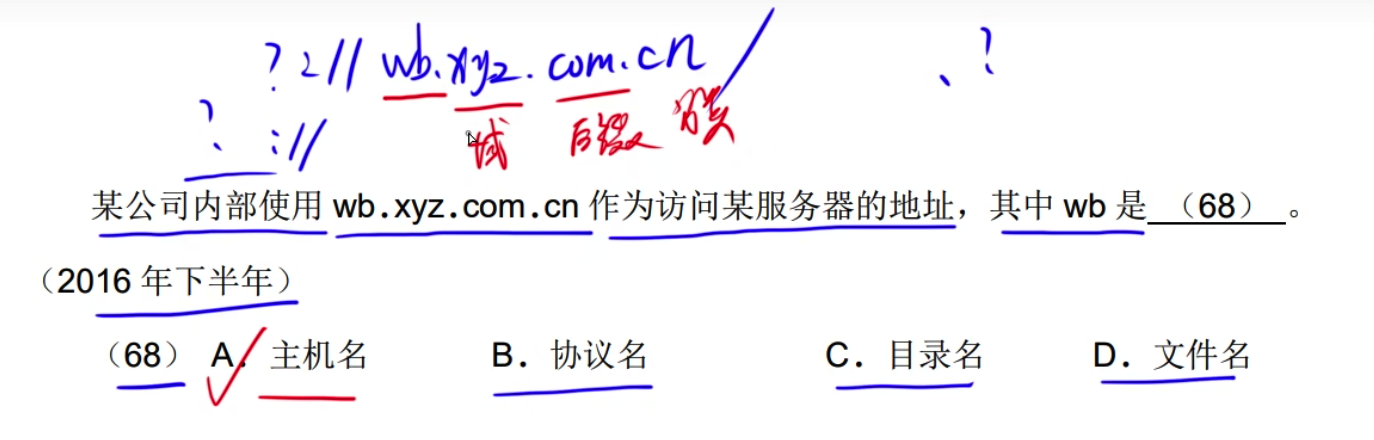 ?://wb.xyz.com.cn/ 、?
? ://
域 后缀
某公司内部使用 wb.xyz.com.cn 作为访问某服务器的地址，其中 wb 是 （68） 。
（2016 年下半年）
（68） A. 主机名 B. 协议名 C. 目录名 D. 文件名